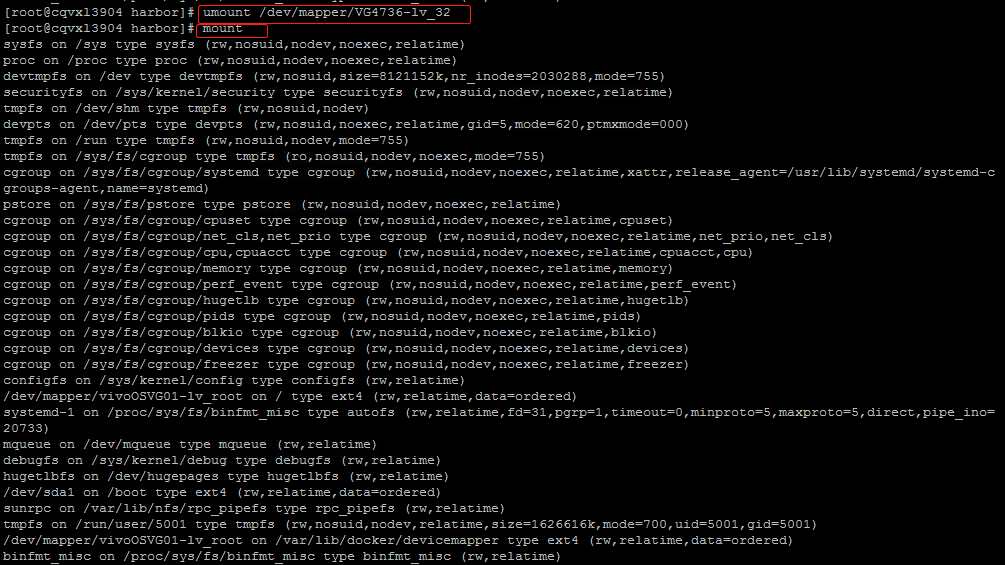 [root@cqvxl3904 harbor]# umount /dev/mapper/VG4736-lv_32
[root@cqvxl3904 harbor]# mount
sysfs on /sys type sysfs (rw,nosuid,nodev,noexec,relatime)
proc on /proc type proc (rw,nosuid,nodev,noexec,relatime)
devtmpfs on /dev type devtmpfs (rw,nosuid,size=8121152k,nr_inodes=2030288,mode=755)
securityfs on /sys/kernel/security type securityfs (rw,nosuid,nodev,noexec,relatime)
tmpfs on /dev/shm type tmpfs (rw,nosuid,nodev)
devpts on /dev/pts type devpts (rw,nosuid,noexec,relatime,gid=5,mode=620,ptmxmode=000)
tmpfs on /run type tmpfs (rw,nosuid,nodev,mode=755)
tmpfs on /sys/fs/cgroup type tmpfs (ro,nosuid,nodev,noexec,mode=755)
cgroup on /sys/fs/cgroup/systemd type cgroup (rw,nosuid,nodev,noexec,relatime,xattr,release_agent=/usr/lib/systemd/systemd-c
groups-agent,name=systemd)
pstore on /sys/fs/pstore type pstore (rw,nosuid,nodev,noexec,relatime)
cgroup on /sys/fs/cgroup/cpuset type cgroup (rw,nosuid,nodev,noexec,relatime,cpuset)
cgroup on /sys/fs/cgroup/net_cls,net_prio type cgroup (rw,nosuid,nodev,noexec,relatime,net_prio,net_cls)
cgroup on /sys/fs/cgroup/cpu,cpuacct type cgroup (rw,nosuid,nodev,noexec,relatime,cpuacct,cpu)
cgroup on /sys/fs/cgroup/memory type cgroup (rw,nosuid,nodev,noexec,relatime,memory)
cgroup on /sys/fs/cgroup/perf_event type cgroup (rw,nosuid,nodev,noexec,relatime,perf_event)
cgroup on /sys/fs/cgroup/hugetlb type cgroup (rw,nosuid,nodev,noexec,relatime,hugetlb)
cgroup on /sys/fs/cgroup/pids type cgroup (rw,nosuid,nodev,noexec,relatime,pids)
cgroup on /sys/fs/cgroup/blkio type cgroup (rw,nosuid,nodev,noexec,relatime,blkio)
cgroup on /sys/fs/cgroup/devices type cgroup (rw,nosuid,nodev,noexec,relatime,devices)
cgroup on /sys/fs/cgroup/freezer type cgroup (rw,nosuid,nodev,noexec,relatime,freezer)
configfs on /sys/kernel/config type configfs (rw,relatime)
/dev/mapper/vivoOSVG01-lv_root on / type ext4 (rw,relatime,data=ordered)
systemd-1 on /proc/sys/fs/binfmt_misc type autofs (rw,relatime,fd=31,pgrp=1,timeout=0,minproto=5,maxproto=5,direct,pipe_ino=
20733)
mqueue on /dev/mqueue type mqueue (rw,relatime)
debugfs on /sys/kernel/debug type debugfs (rw,relatime)
hugetlbfs on /dev/hugepages type hugetlbfs (rw,relatime)
/dev/sda1 on /boot type ext4 (rw,relatime,data=ordered)
sunrpc on /var/lib/nfs/rpc_pipefs type rpc_pipefs (rw,relatime)
tmpfs on /run/user/5001 type tmpfs (rw,nosuid,nodev,relatime,size=1626616k,mode=700,uid=5001,gid=5001)
/dev/mapper/vivoOSVG01-lv_root on /var/lib/docker/devicemapper type ext4 (rw,relatime,data=ordered)
binfmt_misc on /proc/sys/fs/binfmt_misc type binfmt_misc (rw,relatime)